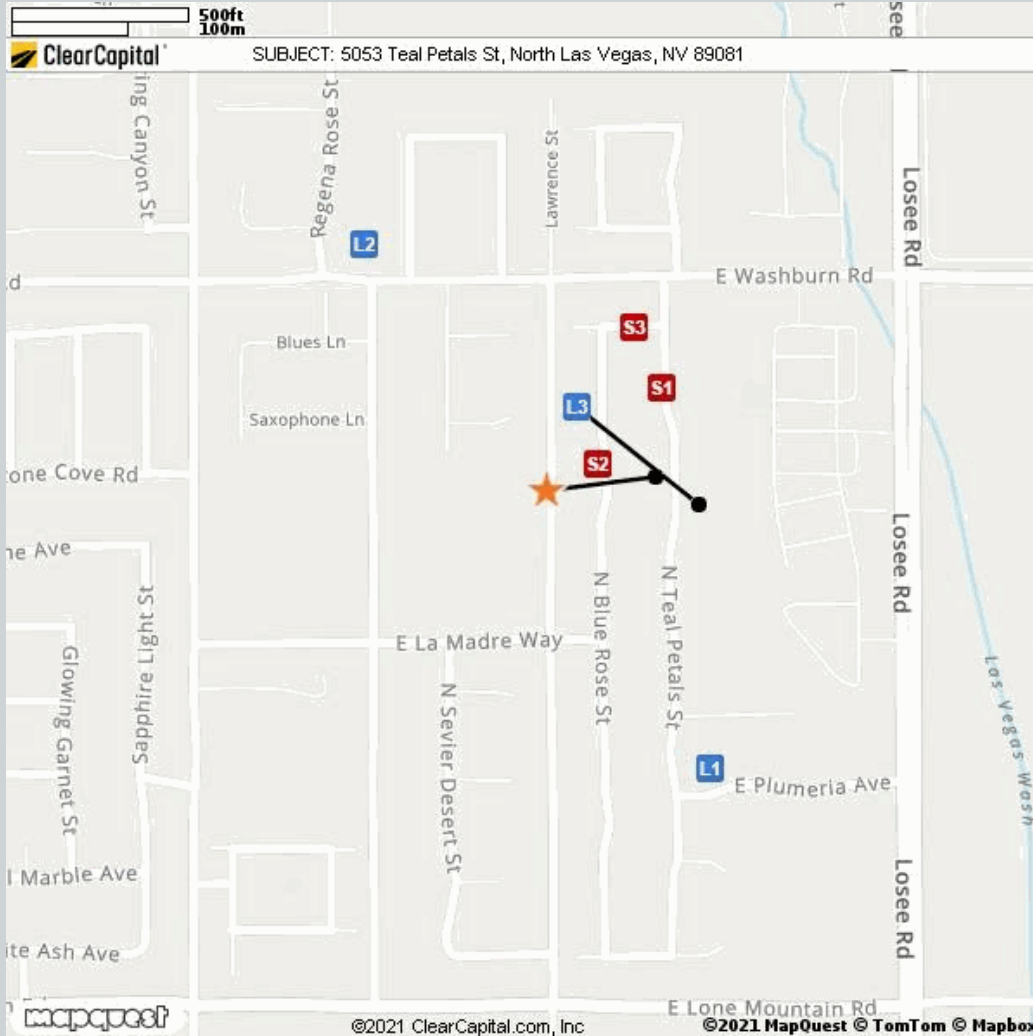 500ft
100m
ClearCapital
SUBJECT: 5053 Teal Petals St, North Las Vegas, NV 89081
ing Canyon St
Regena Rose St
Lawrence St
Losee Rd
L2
E Washburn Rd
d
S3
Blues Ln
S1
L3
Saxophone Ln
S2
one Cove Rd
Losee Rd
ne Ave
N Blue Rose St
N Teal Petals St
Sapphire Light St
E La Madre Way
Glowing Garnet St
N Sevier Desert St
Las Vegas Wash
L1
E Plumeria Ave
l Marble Ave
Losee Rd
ite Ash Ave
E Lone Mountain Rd
mapquest
©2021 ClearCapital.com, Inc
©2021 MapQuest © TomTom © Mapbox